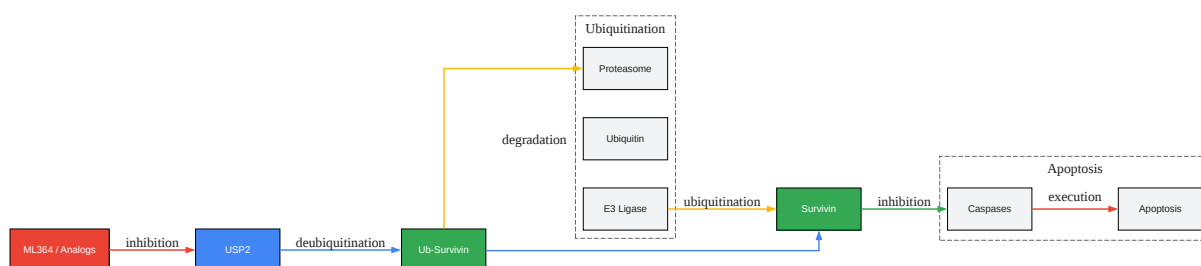 Ubiquitination
Proteasome
degradation
Ubiquitin
Apoptosis
E3 Ligase
ubiquitination
Survivin
inhibition
Caspases
execution
Apoptosis
ML364 / Analogs
inhibition
USP2
deubiquitination
Ub-Survivin